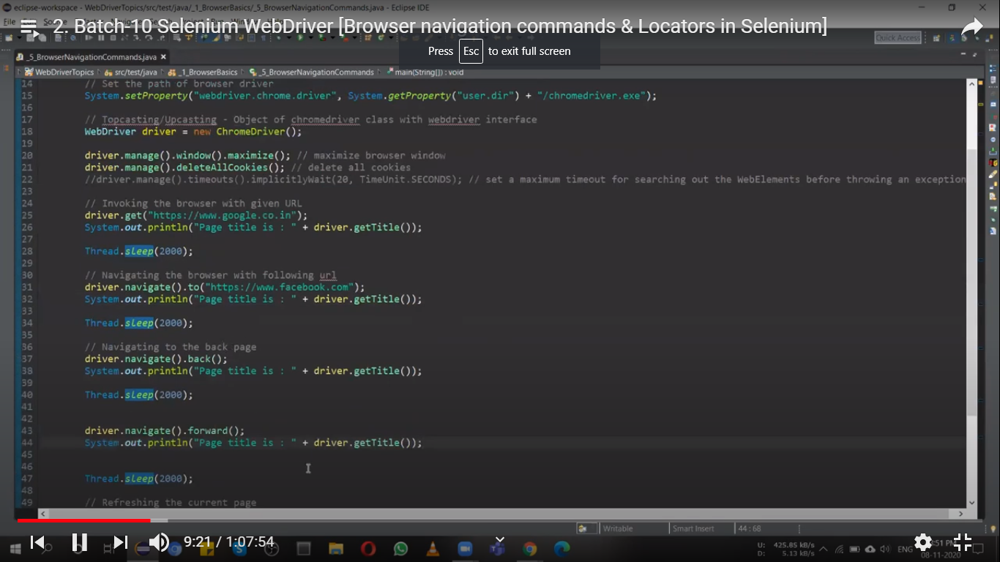 eclipse-workspace - WebDriverTopics/src/test/java/_1_BrowserBasics/_5_BrowserNavigationCommands.java - Eclipse IDE
File
2. Batch-10 Selenium WebDriver [Browser navigation commands & Locators in Selenium]
Quick Access
Press Esc to exit full screen
_5_BrowserNavigationCommands.java
WebDriverTopics src/test/java _1_BrowserBasics _5_BrowserNavigationCommands main(String[]) : void
14 // Set the path of browser driver
15 System.setProperty("webdriver.chrome.driver", System.getProperty("user.dir") + "/chromedriver.exe");
16
17 // Topcasting/Upcasting - Object of chromedriver class with webdriver interface
18 WebDriver driver = new ChromeDriver();
19
20 driver.manage().window().maximize(); // maximize browser window
21 driver.manage().deleteAllCookies(); // delete all cookies
22 //driver.manage().timeouts().implicitlyWait(20, TimeUnit.SECONDS); // set a maximum timeout for searching out the WebElements before throwing an exception
23
24 // Invoking the browser with given URL
25 driver.get("https://www.google.co.in");
26 System.out.println("Page title is : " + driver.getTitle());
27
28 Thread.sleep(2000);
29
30 // Navigating the browser with following url
31 driver.navigate().to("https://www.facebook.com");
32 System.out.println("Page title is : " + driver.getTitle());
33
34 Thread.sleep(2000);
35
36 // Navigating to the back page
37 driver.navigate().back();
38 System.out.println("Page title is : " + driver.getTitle());
39
40 Thread.sleep(2000);
41
42
43 driver.navigate().forward();
44 System.out.println("Page title is : " + driver.getTitle());
45
46
47 Thread.sleep(2000);
48
49 // Refreshing the current page
Writable Smart Insert 44 : 68
9:21 / 1:07:54
U: 425.85 kB/s
D: 5.13 kB/s
ENG
:51 PM
08-11-2020